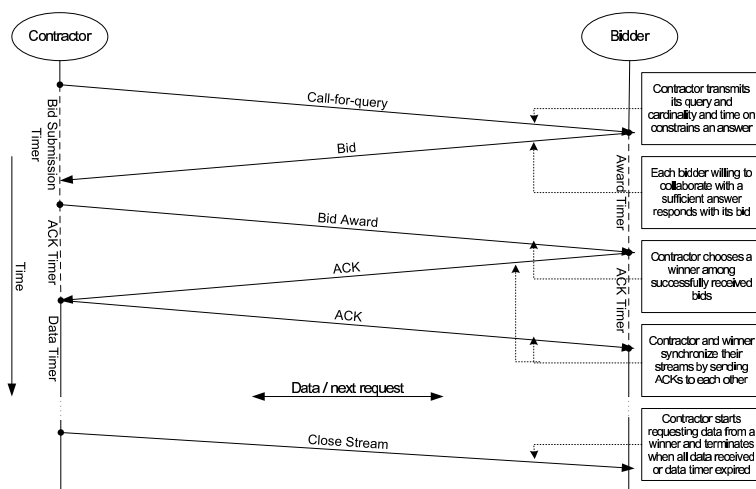 Contractor
Bidder
Call-for-query
Bid
Bid Award
ACK
ACK
Data / next request
Close Stream
Time
Bid Submission
Timer
ACK Timer
Data Timer
Award Timer
ACK Timer
Contractor transmits
its query and
cardinality and time on
constrains an answer
Each bidder willing to
collaborate with a
sufficient answer
responds with its bid
Contractor chooses a
winner among
successfully received
bids
Contractor and winner
synchronize their
streams by sending
ACKs to each other
Contractor starts
requesting data from a
winner and terminates
when all data received
or data timer expired